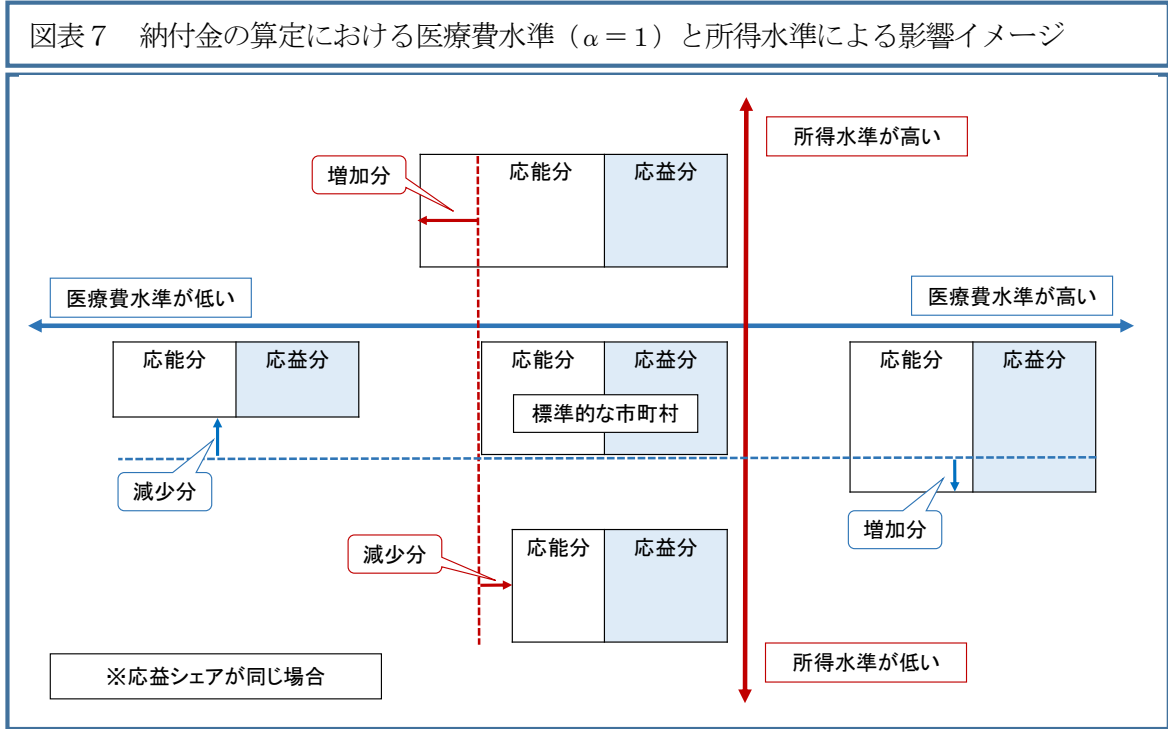 図表7 納付金の算定における医療費水準（α＝1）と所得水準による影響イメージ
所得水準が高い
増加分
応能分
応益分
医療費水準が低い
医療費水準が高い
応能分
応益分
応能分
応益分
標準的な市町村
応能分
応益分
減少分
増加分
応能分
応益分
減少分
※応益シェアが同じ場合
所得水準が低い